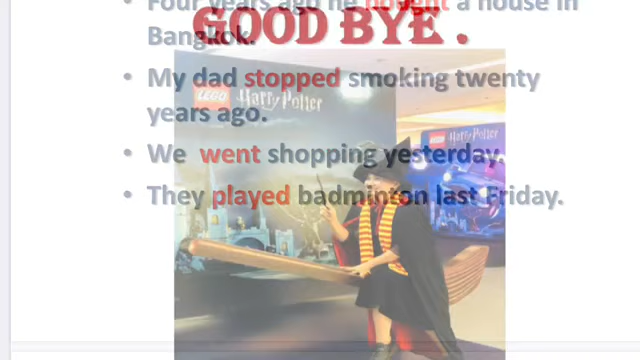 Four years ago he bought a house in
GOOD BYE .
Bangkok.
• My dad stopped smoking twenty
years ago.
• We went shopping yesterday.
• They played badminton last Friday.
LEGO Harry Potter
Harry Potter